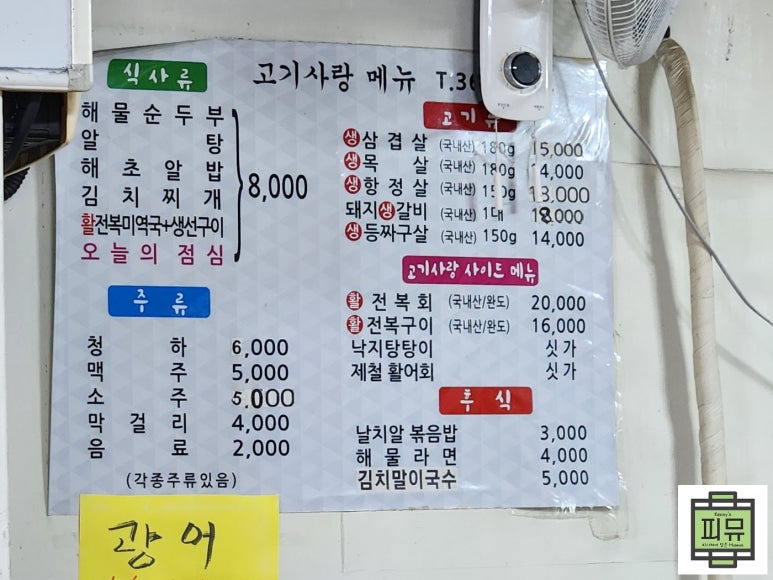 고기사랑 메뉴 T.36
식사류
해물순두부
알탕
해초알밥
김치찌개
활전복미역국+생선구이
오늘의 점심
8,000
주류
청하 6,000
맥주 5,000
소주 5,000
막걸리 4,000
음료 2,000
(각종주류있음)
고기류
생삼겹살 (국내산) 180g 15,000
생목살 (국내산) 180g 14,000
생항정살 (국내산) 150g 13,000
돼지생갈비 (국내산) 1대
생등짜구살 (국내산) 150g 14,000
고기사랑 사이드 메뉴
활전복회 (국내산/완도) 20,000
활전복구이 (국내산/완도) 16,000
낙지탕탕이 싯가
제철 활어회 싯가
후식
날치알 볶음밥 3,000
해물라면 4,000
김치말이국수 5,000
광어
피뮤